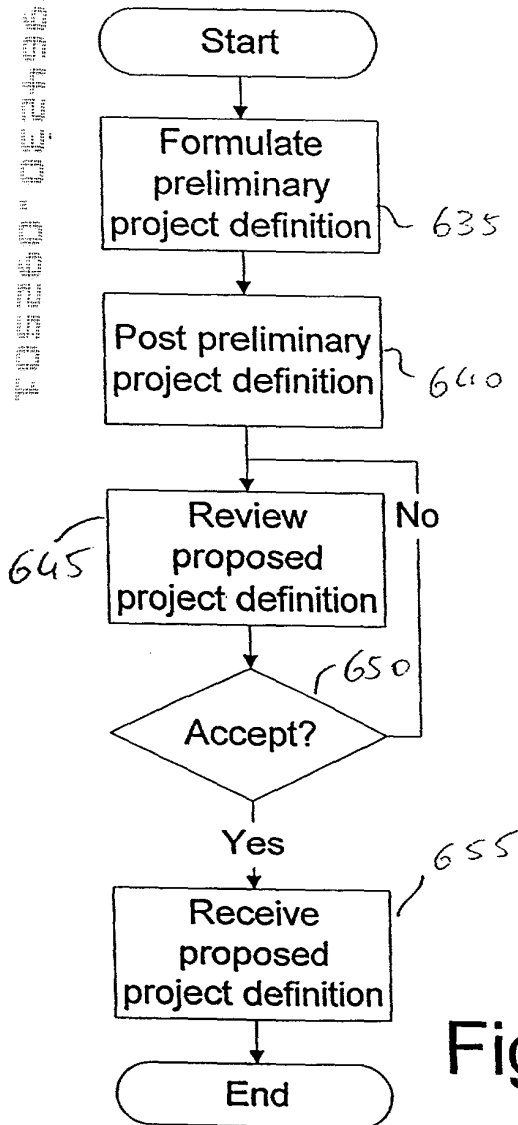 Start
Formulate
preliminary
project definition
635
Post preliminary
project definition
640
Review
proposed
project definition
No
645
650
Accept?
Yes
655
Receive
proposed
project definition
Fig
End